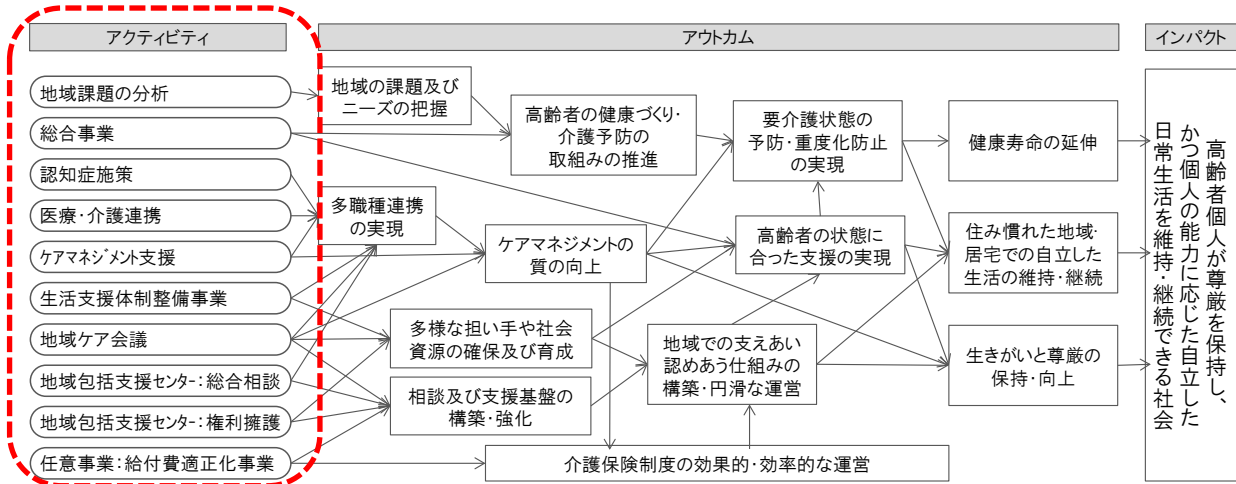 アクティビティ
アウトカム
インパクト
地域課題の分析
総合事業
認知症施策
医療・介護連携
ケアマネジメント支援
生活支援体制整備事業
地域ケア会議
地域包括支援センター:総合相談
地域包括支援センター:権利擁護
任意事業:給付費適正化事業
地域の課題及び
ニーズの把握
多職種連携
の実現
高齢者の健康づくり・
介護予防の
取組みの推進
ケアマネジメントの
質の向上
多様な担い手や社会
資源の確保及び育成
相談及び支援基盤の
構築・強化
要介護状態の
予防・重度化防止
の実現
高齢者の状態に
合った支援の実現
地域での支えあい
認めあう仕組みの
構築・円滑な運営
介護保険制度の効果的・効率的な運営
健康寿命の延伸
住み慣れた地域・
居宅での自立した
生活の維持・継続
生きがいと尊厳の
保持・向上
高齢者個人が尊厳を保持し、
かつ個人の能力に応じた自立した
日常生活を維持・継続できる社会